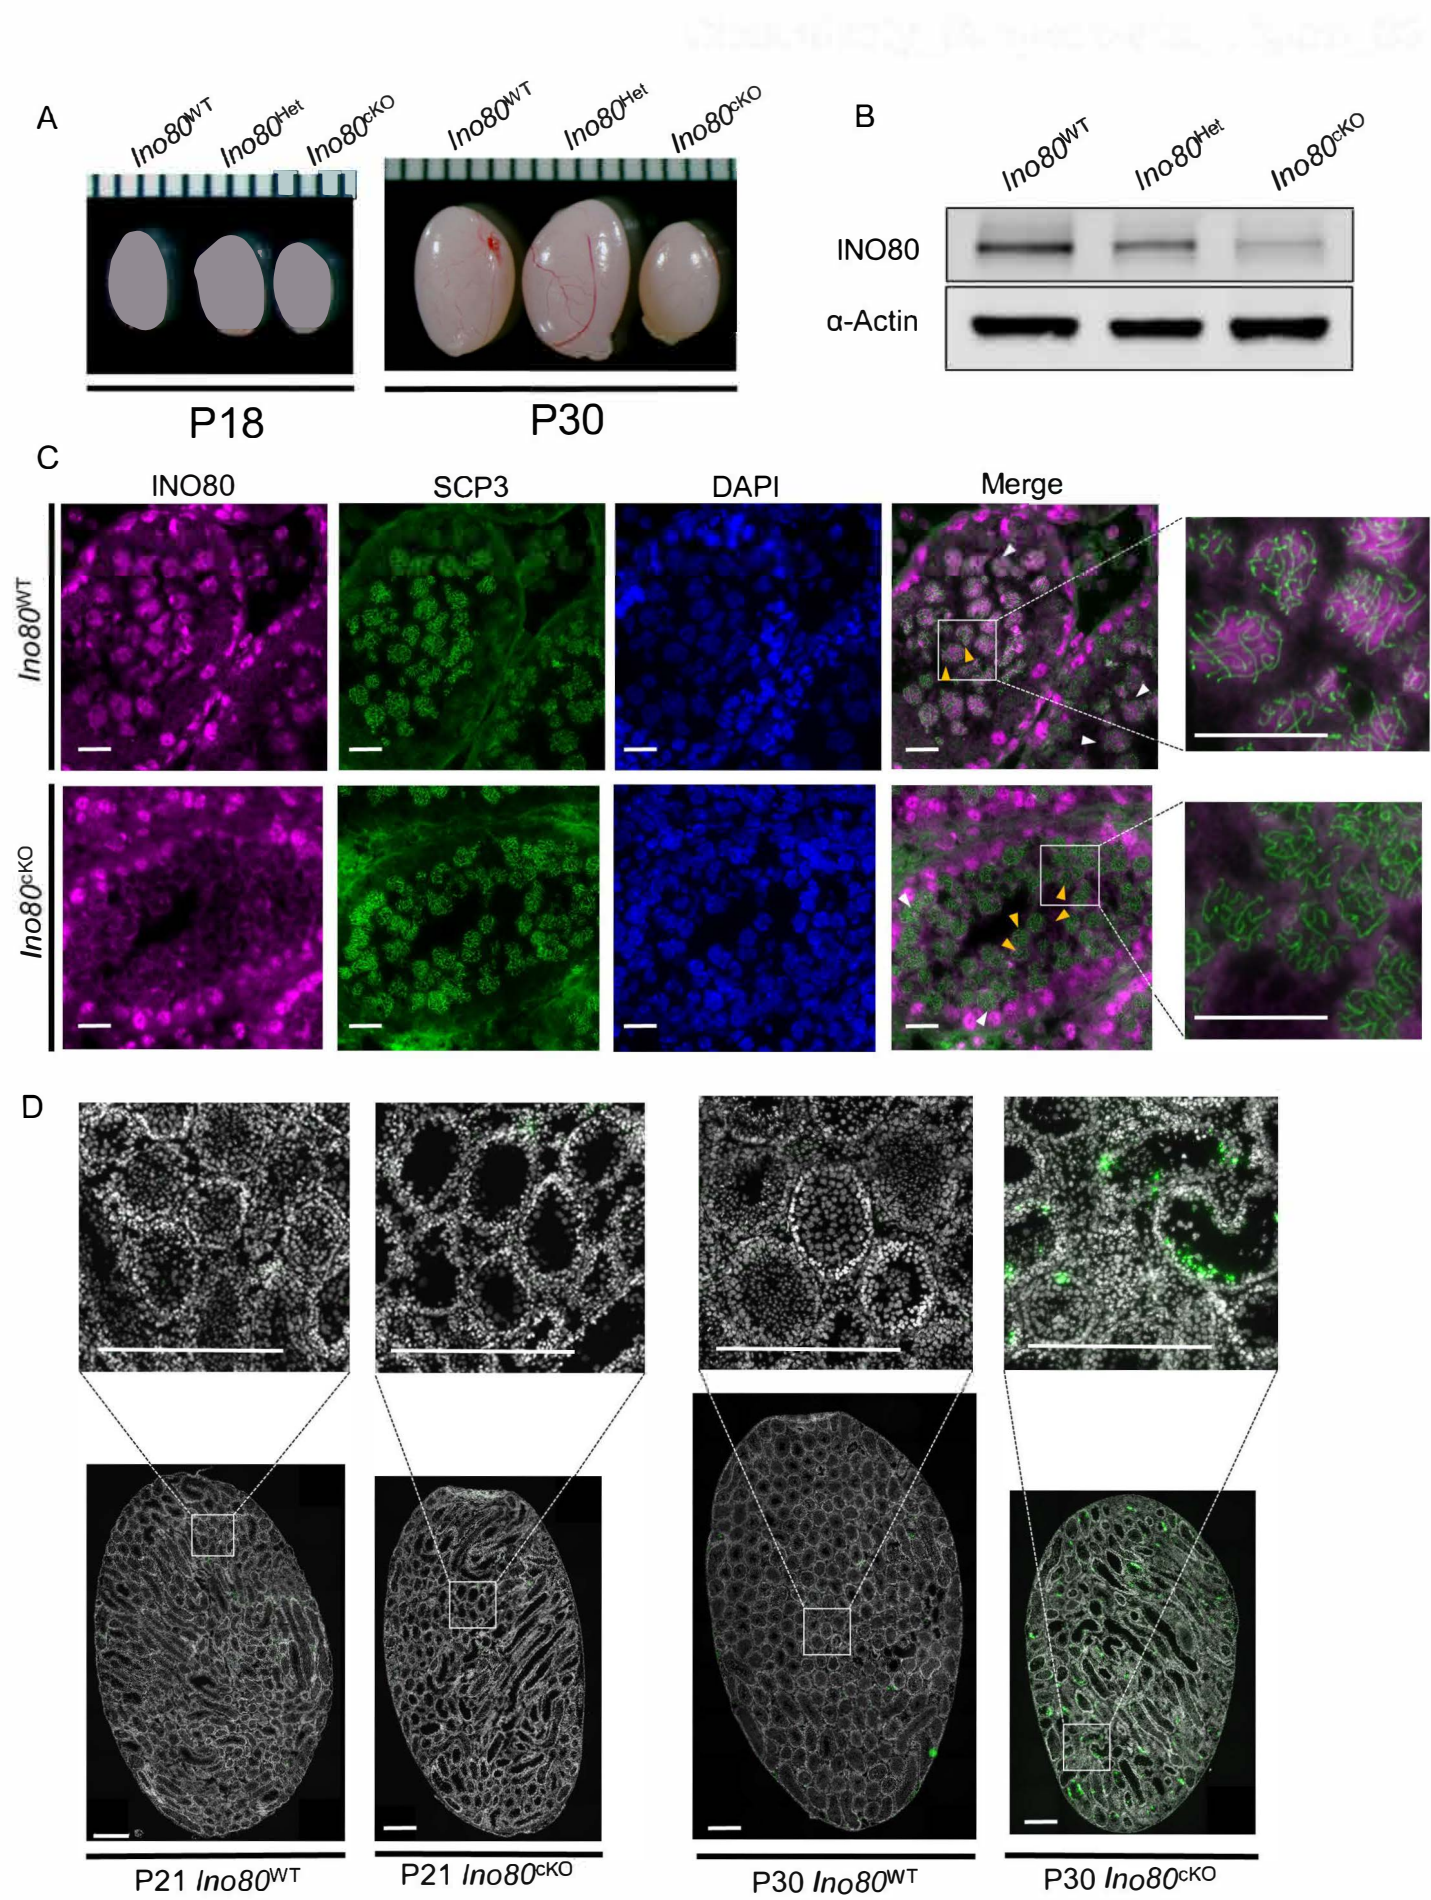 A
Ino80WT
Ino80Het
Ino80cKO
Ino80WT
Ino80Het
Ino80cKO
P18
P30
B
Ino80WT
Ino80Het
Ino80cKO
INO80
α-Actin
C
INO80
SCP3
DAPI
Merge
Ino80WT
Ino80cKO
D
P21 Ino80WT
P21 Ino80cKO
P30 Ino80WT
P30 Ino80cKO